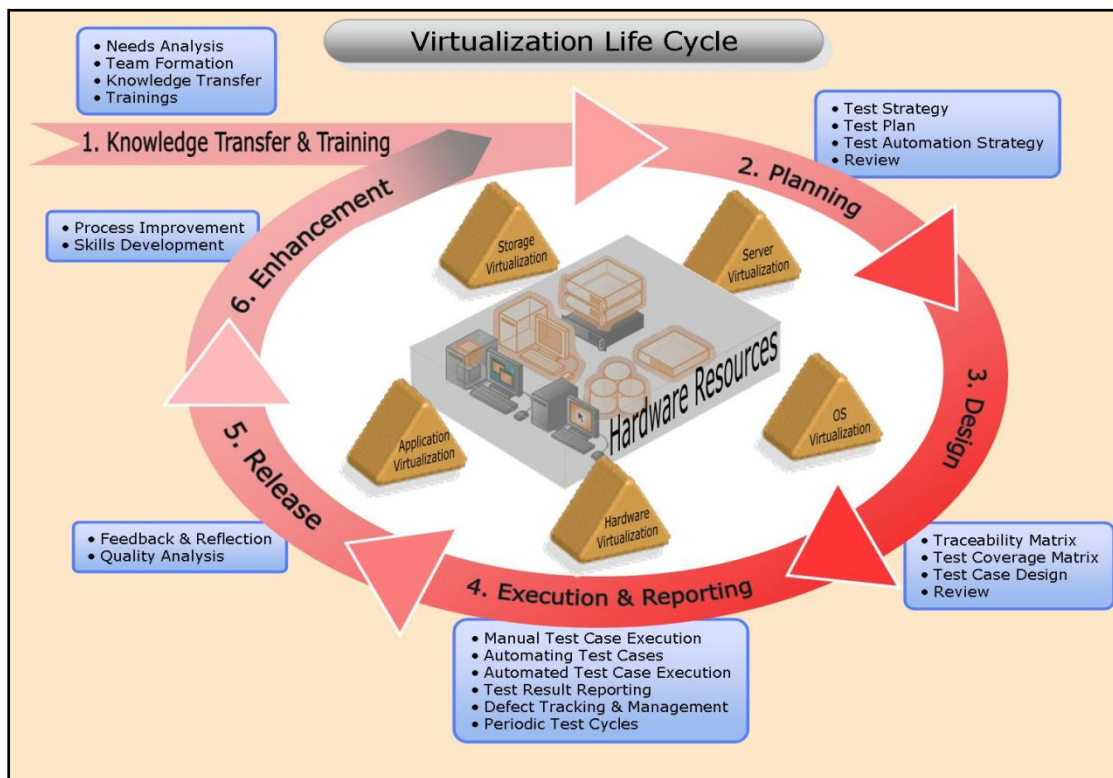 Virtualization Life Cycle
• Needs Analysis
• Team Formation
• Knowledge Transfer
• Trainings
1. Knowledge Transfer & Training
• Test Strategy
• Test Plan
• Test Automation Strategy
• Review
2. Planning
3. Design
• Traceability Matrix
• Test Coverage Matrix
• Test Case Design
• Review
4. Execution & Reporting
• Manual Test Case Execution
• Automating Test Cases
• Automated Test Case Execution
• Test Result Reporting
• Defect Tracking & Management
• Periodic Test Cycles
5. Release
• Feedback & Reflection
• Quality Analysis
6. Enhancement
• Process Improvement
• Skills Development
Storage
Virtualization
Server
Virtualization
OS
Virtualization
Hardware
Virtualization
Application
Virtualization
Hardware Resources